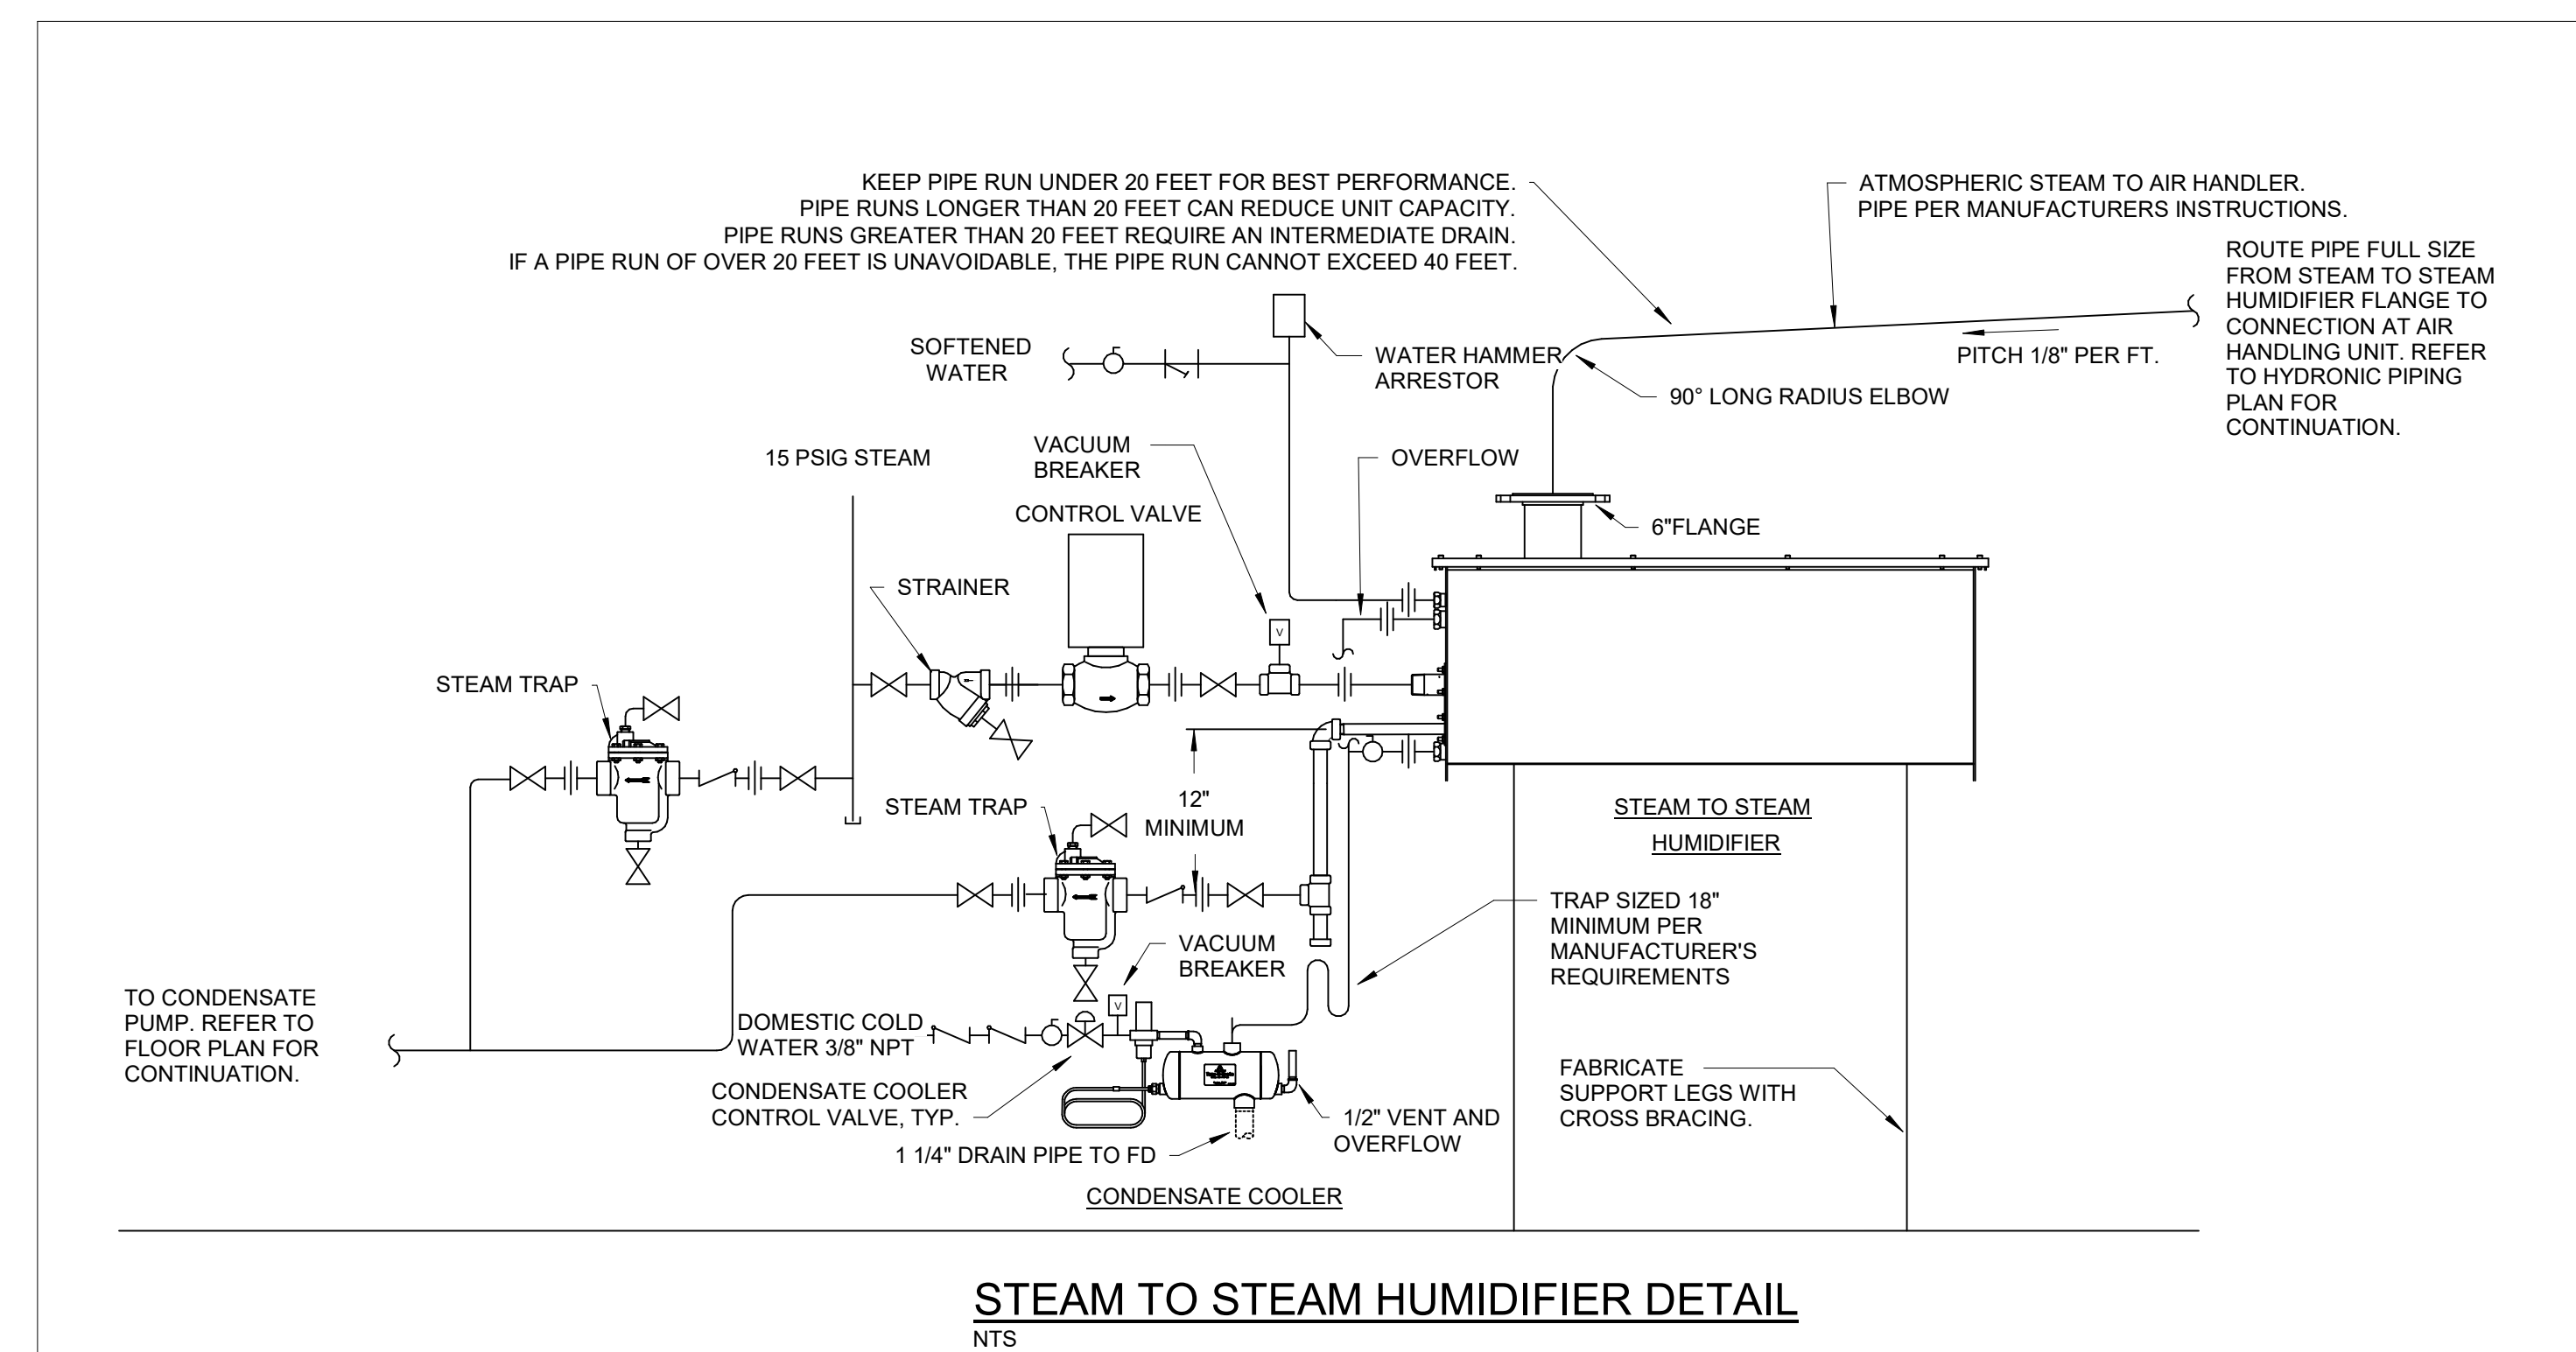 KEEP PIPE RUN UNDER 20 FEET FOR BEST PERFORMANCE.
PIPE RUNS LONGER THAN 20 FEET CAN REDUCE UNIT CAPACITY.
PIPE RUNS GREATER THAN 20 FEET REQUIRE AN INTERMEDIATE DRAIN.
IF A PIPE RUN OF OVER 20 FEET IS UNAVOIDABLE, THE PIPE RUN CANNOT EXCEED 40 FEET.
ATMOSPHERIC STEAM TO AIR HANDLER.
PIPE PER MANUFACTURERS INSTRUCTIONS.
ROUTE PIPE FULL SIZE
FROM STEAM TO STEAM
HUMIDIFIER FLANGE TO
CONNECTION AT AIR
HANDLING UNIT. REFER
TO HYDRONIC PIPING
PLAN FOR
CONTINUATION.
SOFTENED
WATER
WATER HAMMER
ARRESTOR
PITCH 1/8" PER FT.
90° LONG RADIUS ELBOW
15 PSIG STEAM
VACUUM
BREAKER
OVERFLOW
CONTROL VALVE
6"FLANGE
STRAINER
V
STEAM TRAP
STEAM TRAP
12"
MINIMUM
STEAM TO STEAM
HUMIDIFIER
TRAP SIZED 18"
MINIMUM PER
MANUFACTURER'S
REQUIREMENTS
VACUUM
BREAKER
V
TO CONDENSATE
PUMP. REFER TO
FLOOR PLAN FOR
CONTINUATION.
DOMESTIC COLD
WATER 3/8" NPT
CONDENSATE COOLER
CONTROL VALVE, TYP.
1/2" VENT AND
OVERFLOW
FABRICATE
SUPPORT LEGS WITH
CROSS BRACING.
1 1/4" DRAIN PIPE TO FD
CONDENSATE COOLER
STEAM TO STEAM HUMIDIFIER DETAIL
NTS